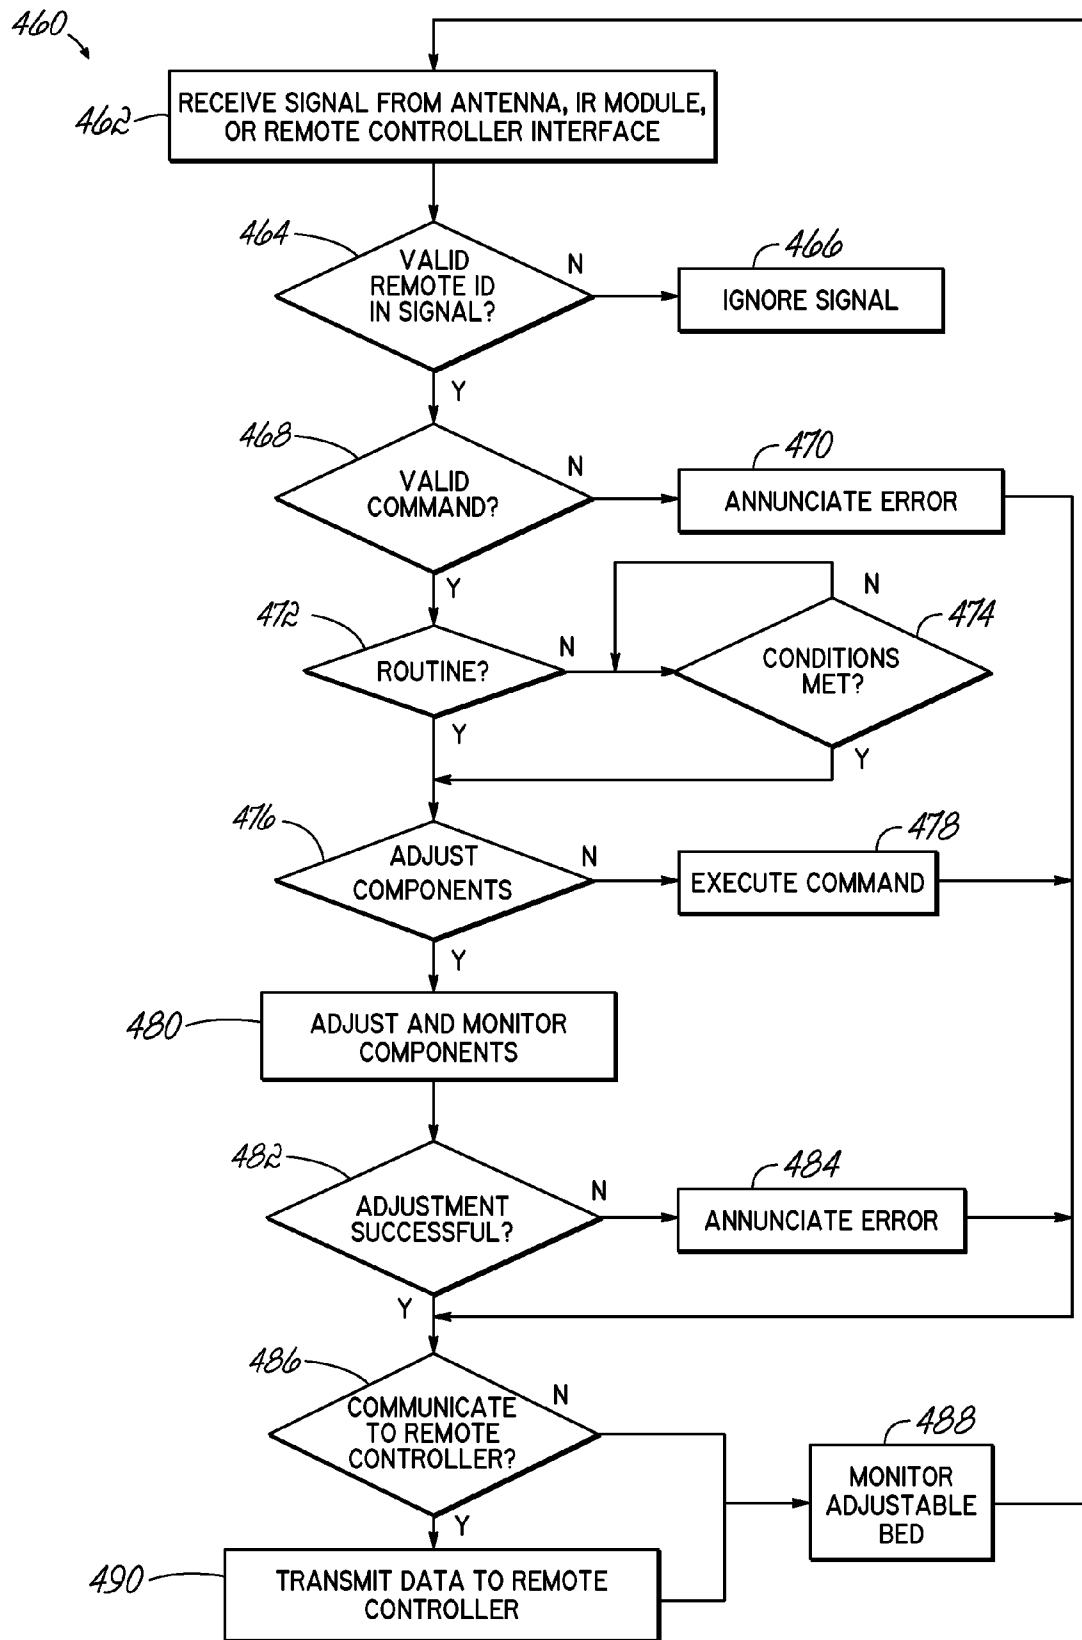 460
462
RECEIVE SIGNAL FROM ANTENNA, IR MODULE,
OR REMOTE CONTROLLER INTERFACE
464
VALID
REMOTE ID
IN SIGNAL?
N
466
IGNORE SIGNAL
Y
468
VALID
COMMAND?
N
470
ANNUNCIATE ERROR
Y
472
ROUTINE?
N
474
CONDITIONS
MET?
N
Y
Y
476
ADJUST
COMPONENTS
N
478
EXECUTE COMMAND
Y
480
ADJUST AND MONITOR
COMPONENTS
482
ADJUSTMENT
SUCCESSFUL?
N
484
ANNUNCIATE ERROR
Y
486
COMMUNICATE
TO REMOTE
CONTROLLER?
N
488
MONITOR
ADJUSTABLE
BED
Y
490
TRANSMIT DATA TO REMOTE
CONTROLLER